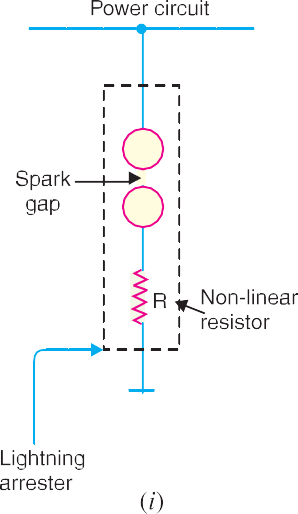 Power circuit
Spark
gap
R
Non-linear
resistor
Lightning
arrester
(i)